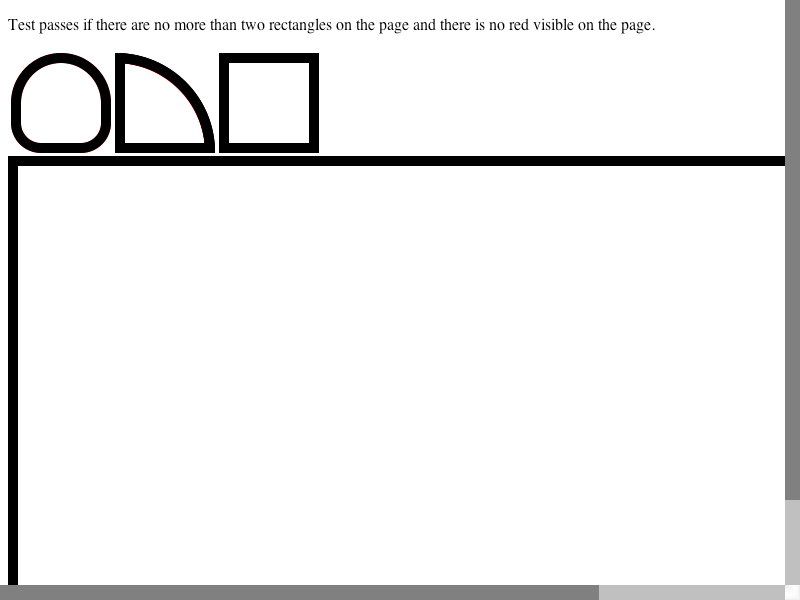 Test passes if there are no more than two rectangles on the page and there is no red visible on the page.